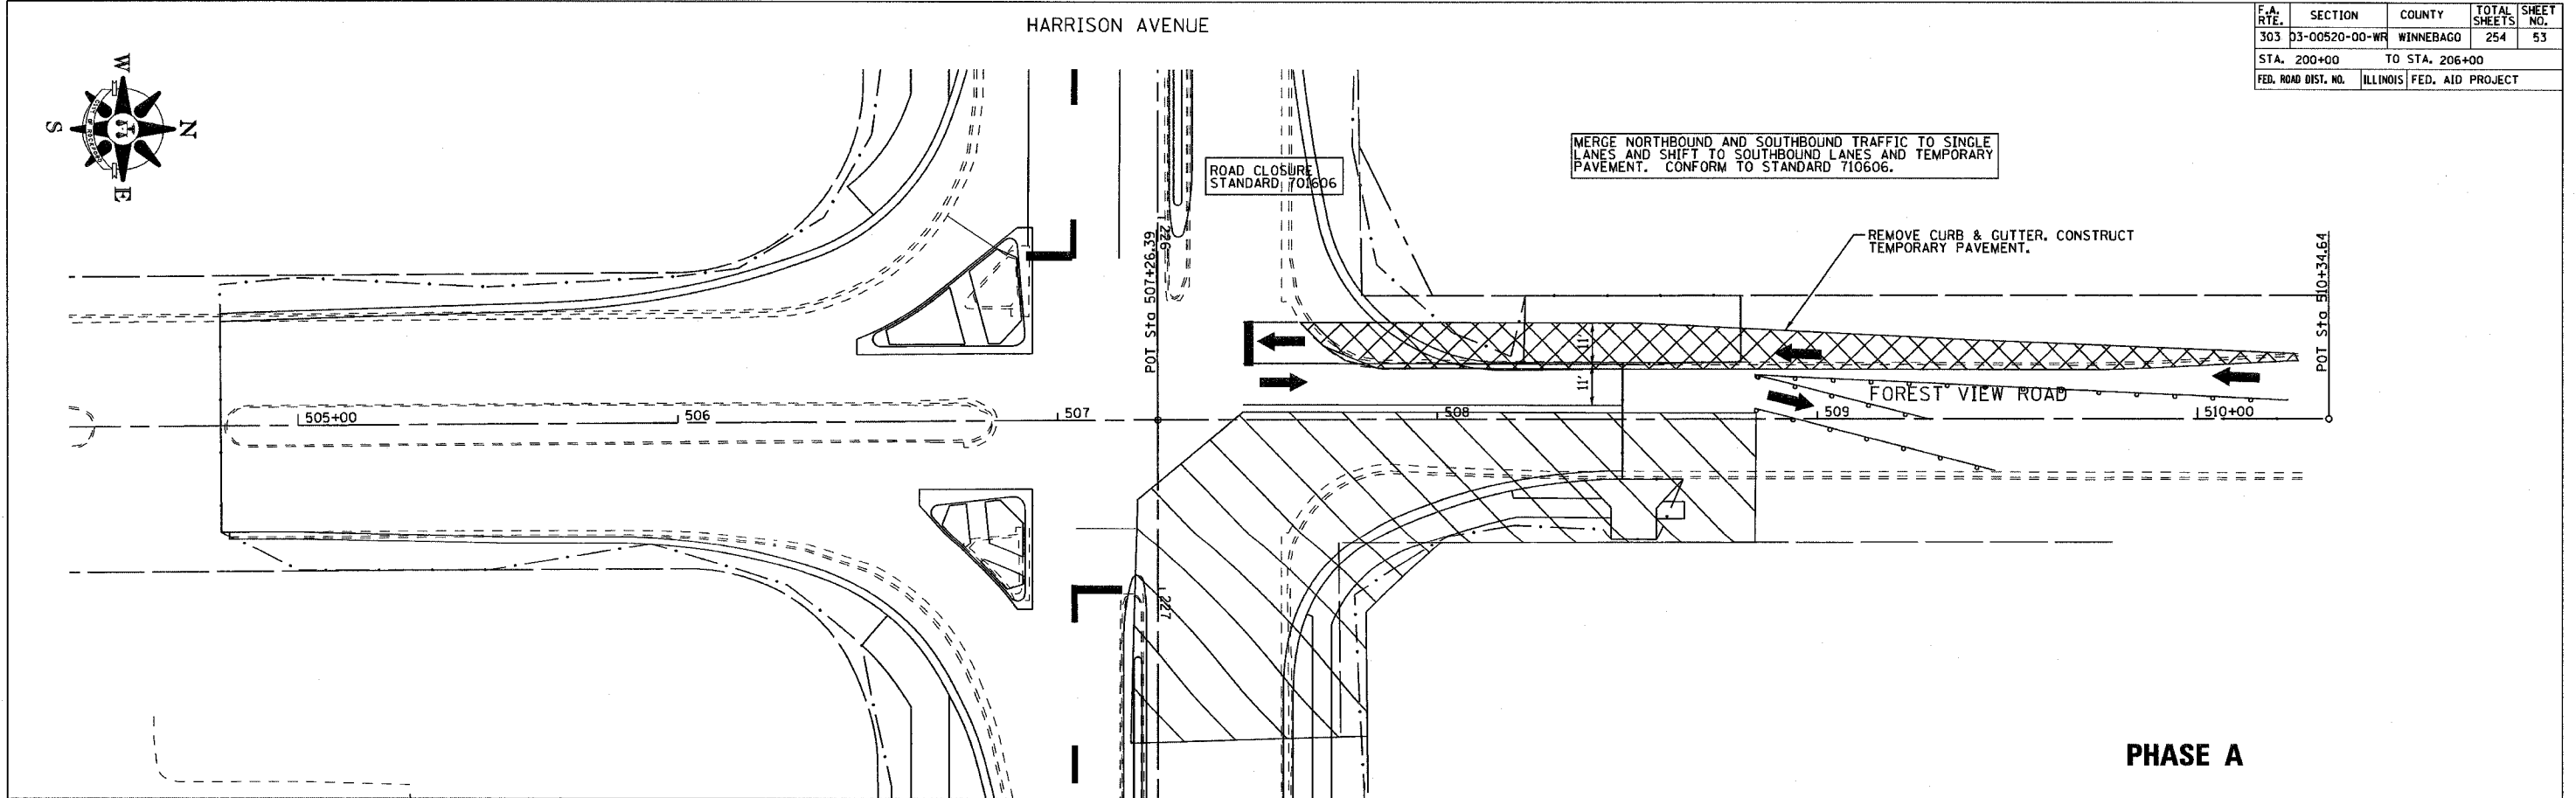 HARRISON AVENUE
F.A. RTE. SECTION COUNTY TOTAL SHEETS SHEET NO.
303 03-00520-00-WR WINNEBAGO 254 53
STA. 200+00 TO STA. 206+00
FED. ROAD DIST. NO. ILLINOIS FED. AID PROJECT
W
N
S
E
CITY OF ROCKFORD
MERGE NORTHBOUND AND SOUTHBOUND TRAFFIC TO SINGLE
LANES AND SHIFT TO SOUTHBOUND LANES AND TEMPORARY
PAVEMENT. CONFORM TO STANDARD 710606.
ROAD CLOSURE
STANDARD 701606
REMOVE CURB & GUTTER. CONSTRUCT
TEMPORARY PAVEMENT.
POT Sta 507+26.39
226
POT Sta 510+34.64
11'
11'
FOREST VIEW ROAD
505+00
506
507
508
509
510+00
227
PHASE A